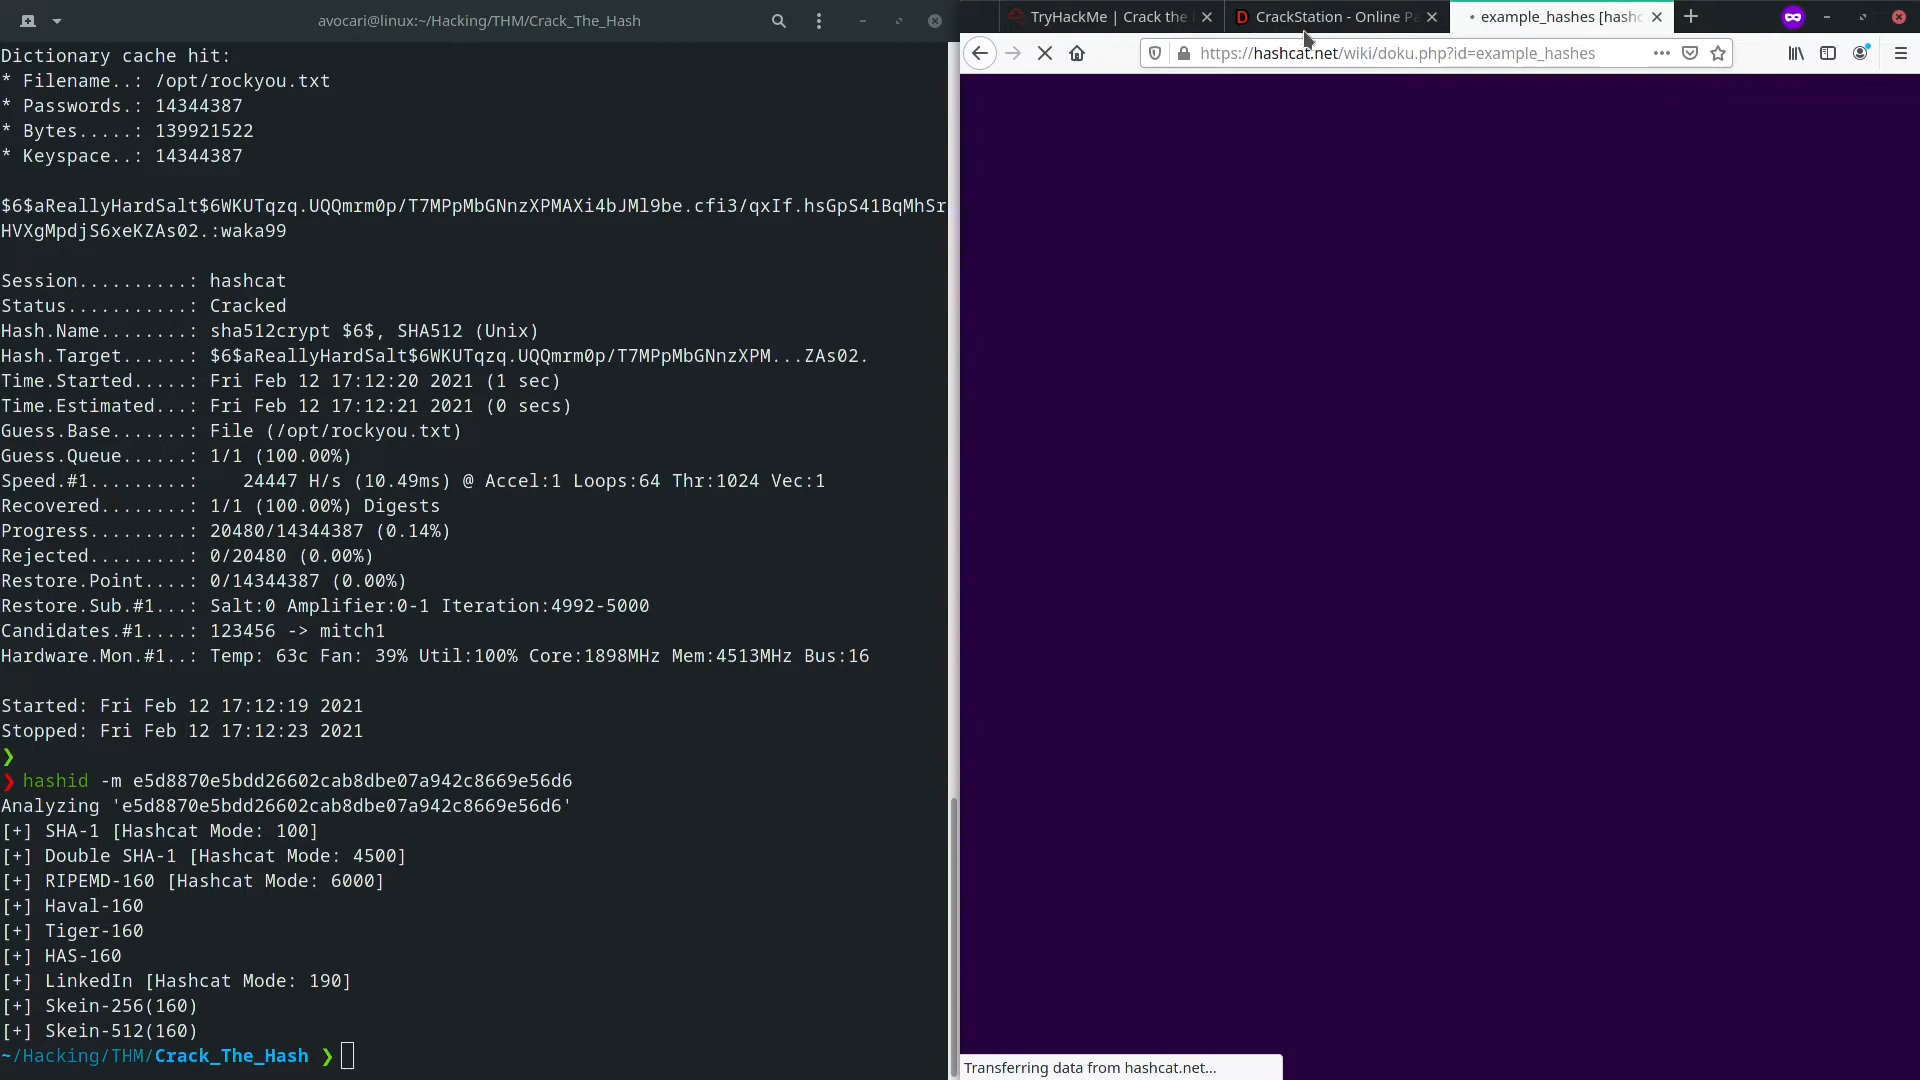 avocari@linux:~/Hacking/THM/Crack_The_Hash
Dictionary cache hit:
* Filename..: /opt/rockyou.txt
* Passwords.: 14344387
* Bytes.....: 139921522
* Keyspace..: 14344387
$6$aReallyHardSalt$6WKUTqzq.UQQmrm0p/T7MPpMbGNnzXPMAXi4bJMl9be.cfi3/qxIf.hsGpS41BqMhSr
HVXgMpdjS6xeKZAs02.:waka99
Session..........: hashcat
Status...........: Cracked
Hash.Name........: sha512crypt $6$, SHA512 (Unix)
Hash.Target......: $6$aReallyHardSalt$6WKUTqzq.UQQmrm0p/T7MPpMbGNnzXPM...ZAs02.
Time.Started.....: Fri Feb 12 17:12:20 2021 (1 sec)
Time.Estimated...: Fri Feb 12 17:12:21 2021 (0 secs)
Guess.Base.......: File (/opt/rockyou.txt)
Guess.Queue......: 1/1 (100.00%)
Speed.#1.........:    24447 H/s (10.49ms) @ Accel:1 Loops:64 Thr:1024 Vec:1
Recovered........: 1/1 (100.00%) Digests
Progress.........: 20480/14344387 (0.14%)
Rejected.........: 0/20480 (0.00%)
Restore.Point....: 0/14344387 (0.00%)
Restore.Sub.#1...: Salt:0 Amplifier:0-1 Iteration:4992-5000
Candidates.#1....: 123456 -> mitch1
Hardware.Mon.#1..: Temp: 63c Fan: 39% Util:100% Core:1898MHz Mem:4513MHz Bus:16
Started: Fri Feb 12 17:12:19 2021
Stopped: Fri Feb 12 17:12:23 2021
❯
❯ hashid -m e5d8870e5bdd26602cab8dbe07a942c8669e56d6
Analyzing 'e5d8870e5bdd26602cab8dbe07a942c8669e56d6'
[+] SHA-1 [Hashcat Mode: 100]
[+] Double SHA-1 [Hashcat Mode: 4500]
[+] RIPEMD-160 [Hashcat Mode: 6000]
[+] Haval-160
[+] Tiger-160
[+] HAS-160
[+] LinkedIn [Hashcat Mode: 190]
[+] Skein-256(160)
[+] Skein-512(160)
~/Hacking/THM/Crack_The_Hash ❯
TryHackMe | Crack the
CrackStation - Online Pa
example_hashes [hashc
https://hashcat.net/wiki/doku.php?id=example_hashes
Transferring data from hashcat.net...